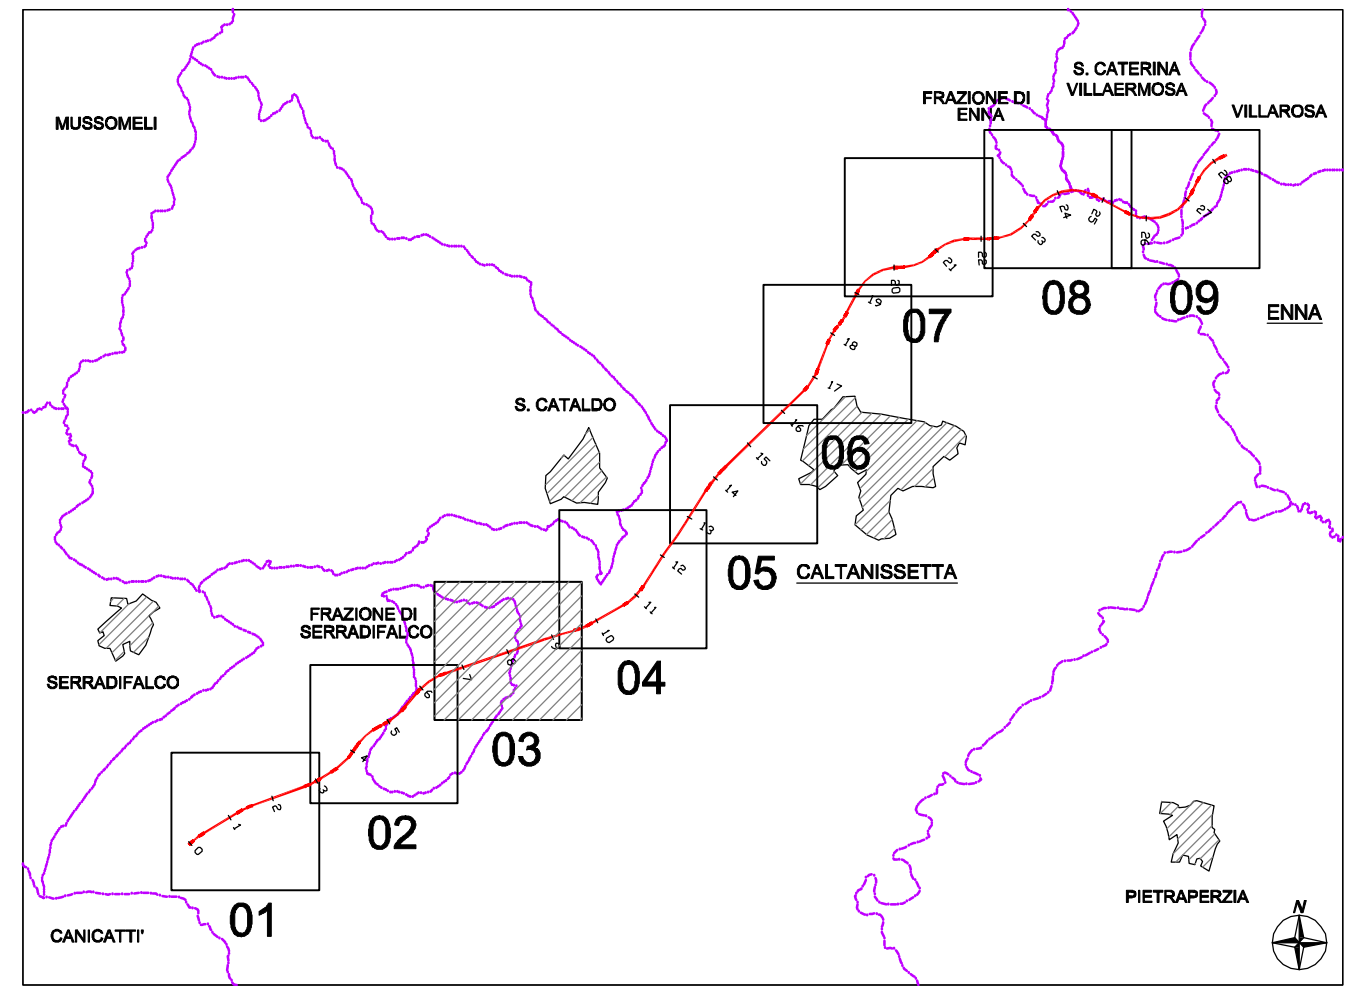 S. CATERINA
VILLAERMOSA
FRAZIONE DI
ENNA
VILLAROSA
MUSSOMELI
28
27
26
25
24
23
22
21
20
19
08
09
07
ENNA
18
17
S. CATALDO
16
06
15
14
13
12
05
CALTANISSETTA
11
FRAZIONE DI
SERRADIFALCO
10
9
8
7
6
04
SERRADIFALCO
5
4
03
3
2
1
0
02
01
PIETRAPERZIA
CANICATTI'
N